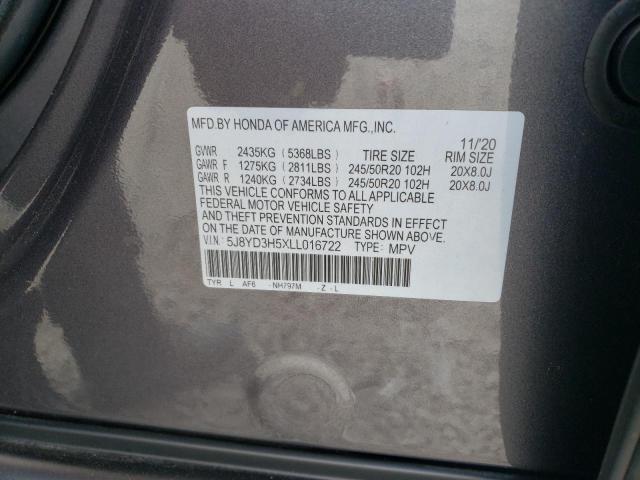 MFD.BY HONDA OF AMERICA MFG.,INC.
11/'20
GVWR 2435KG (5368LBS) TIRE SIZE RIM SIZE
GAWR F 1275KG (2811LBS) 245/50R20 102H 20X8.0J
GAWR R 1240KG (2734LBS) 245/50R20 102H 20X8.0J
THIS VEHICLE CONFORMS TO ALL APPLICABLE
FEDERAL MOTOR VEHICLE SAFETY
AND THEFT PREVENTION STANDARDS IN EFFECT
ON THE DATE OF MANUFACTURE SHOWN ABOVE.
V.I.N.: 5J8YD3H5XLL016722 TYPE: MPV
TYR L AF6 -NH797M -Z-L